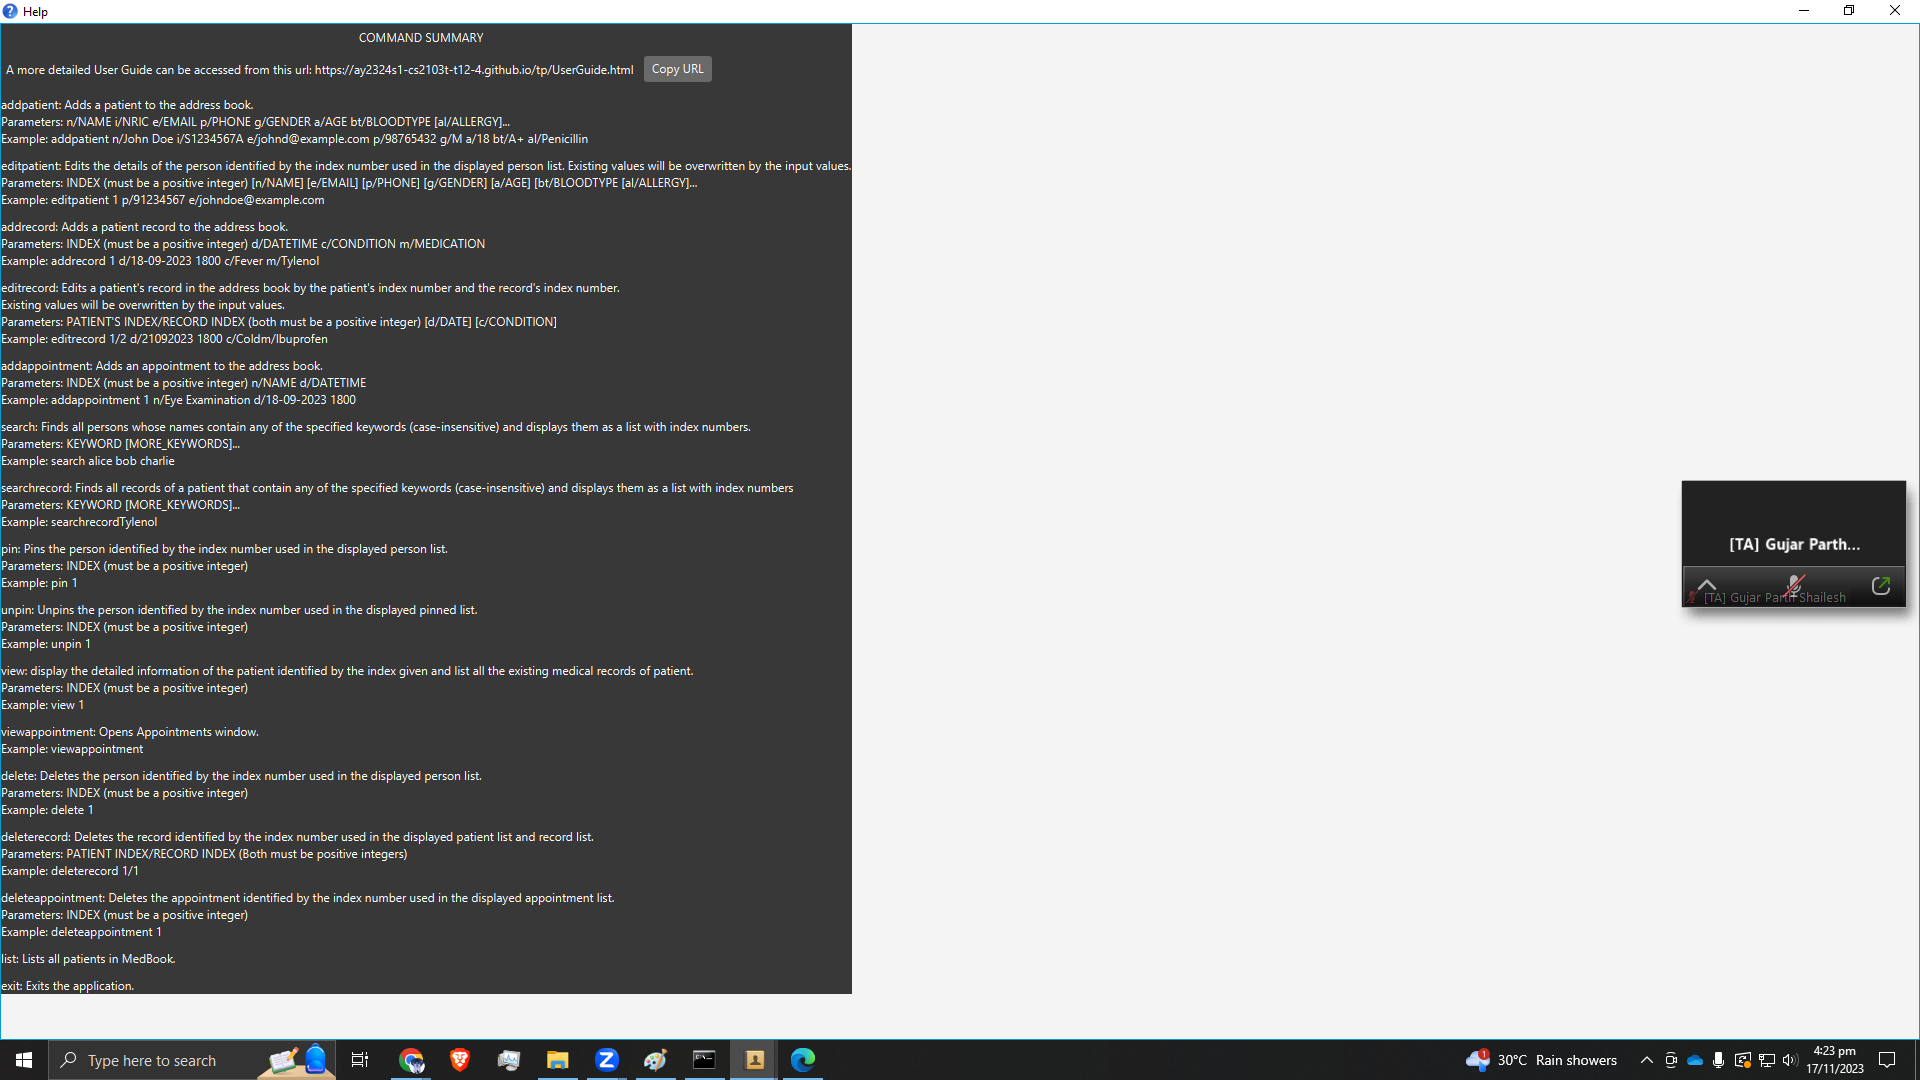 Help
COMMAND SUMMARY
A more detailed User Guide can be accessed from this url: https://ay2324s1-cs2103t-t12-4.github.io/tp/UserGuide.html Copy URL
addpatient: Adds a patient to the address book.
Parameters: n/NAME i/NRIC e/EMAIL p/PHONE g/GENDER a/AGE bt/BLOODTYPE [al/ALLERGY]...
Example: addpatient n/John Doe i/S1234567A e/johnd@example.com p/98765432 g/M a/18 bt/A+ al/Penicillin
editpatient: Edits the details of the person identified by the index number used in the displayed person list. Existing values will be overwritten by the input values.
Parameters: INDEX (must be a positive integer) [n/NAME] [e/EMAIL] [p/PHONE] [g/GENDER] [a/AGE] [bt/BLOODTYPE [al/ALLERGY]...
Example: editpatient 1 p/91234567 e/johndoe@example.com
addrecord: Adds a patient record to the address book.
Parameters: INDEX (must be a positive integer) d/DATETIME c/CONDITION m/MEDICATION
Example: addrecord 1 d/18-09-2023 1800 c/Fever m/Tylenol
editrecord: Edits a patient's record in the address book by the patient's index number and the record's index number.
Existing values will be overwritten by the input values.
Parameters: PATIENT'S INDEX/RECORD INDEX (both must be a positive integer) [d/DATE] [c/CONDITION]
Example: editrecord 1/2 d/21092023 1800 c/Coldm/Ibuprofen
addappointment: Adds an appointment to the address book.
Parameters: INDEX (must be a positive integer) n/NAME d/DATETIME
Example: addappointment 1 n/Eye Examination d/18-09-2023 1800
search: Finds all persons whose names contain any of the specified keywords (case-insensitive) and displays them as a list with index numbers.
Parameters: KEYWORD [MORE_KEYWORDS]...
Example: search alice bob charlie
searchrecord: Finds all records of a patient that contain any of the specified keywords (case-insensitive) and displays them as a list with index numbers
Parameters: KEYWORD [MORE_KEYWORDS]...
Example: searchrecordTylenol
pin: Pins the person identified by the index number used in the displayed person list.
Parameters: INDEX (must be a positive integer)
Example: pin 1
unpin: Unpins the person identified by the index number used in the displayed pinned list.
Parameters: INDEX (must be a positive integer)
Example: unpin 1
view: display the detailed information of the patient identified by the index given and list all the existing medical records of patient.
Parameters: INDEX (must be a positive integer)
Example: view 1
viewappointment: Opens Appointments window.
Example: viewappointment
delete: Deletes the person identified by the index number used in the displayed person list.
Parameters: INDEX (must be a positive integer)
Example: delete 1
deleterecord: Deletes the record identified by the index number used in the displayed patient list and record list.
Parameters: PATIENT INDEX/RECORD INDEX (Both must be positive integers)
Example: deleterecord 1/1
deleteappointment: Deletes the appointment identified by the index number used in the displayed appointment list.
Parameters: INDEX (must be a positive integer)
Example: deleteappointment 1
list: Lists all patients in MedBook.
exit: Exits the application.
[TA] Gujar Parth...
[TA] Gujar Parth Shailesh
Type here to search
1
30°C Rain showers
4:23 pm
17/11/2023